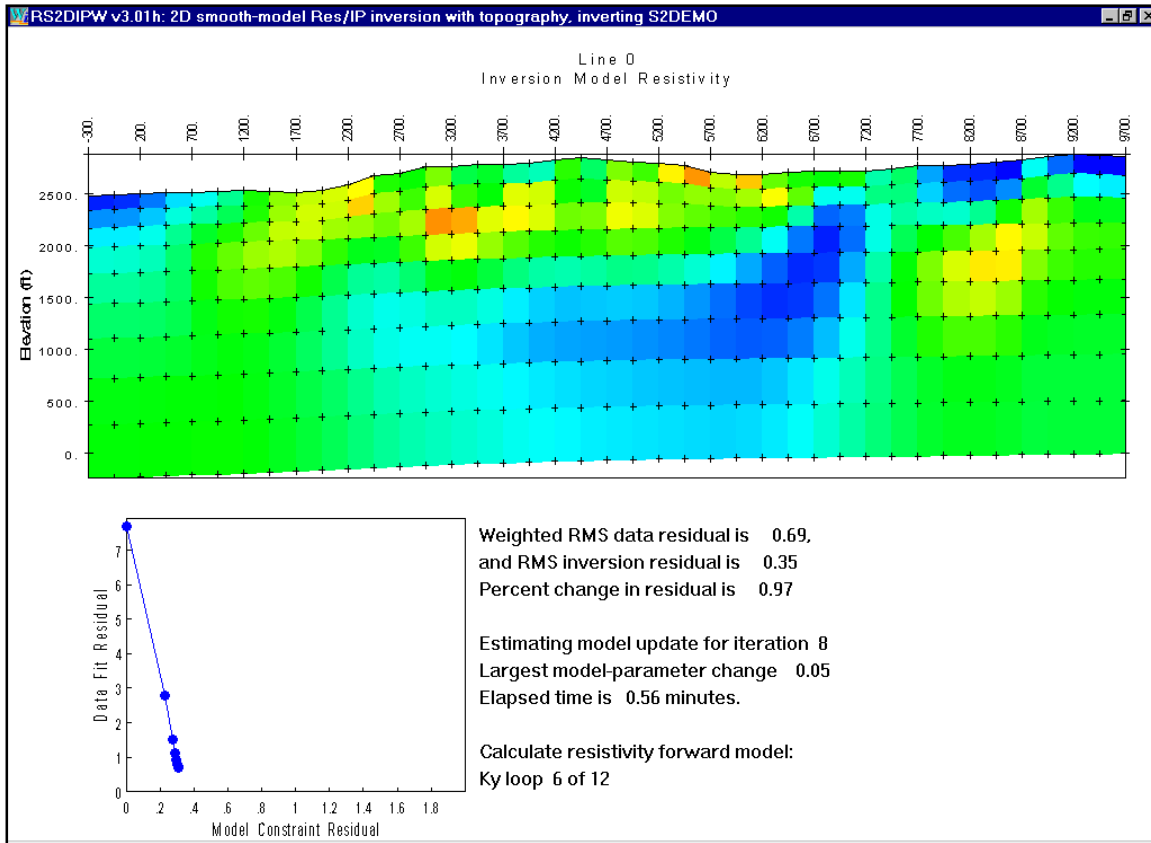 RS2DIPW v3.01h: 2D smooth-model Res/IP inversion with topography, inverting S2DEMO
Line 0
Inversion Model Resistivity
-300. 200. 700. 1200. 1700. 2200. 2700. 3200. 3700. 4200. 4700. 5200. 5700. 6200. 6700. 7200. 7700. 8200. 8700. 9200. 9700.
Elevation (ft)
2500.
2000.
1500.
1000.
500.
0.
Data Fit Residual
7
6
5
4
3
2
1
0
0 .2 .4 .6 .8 1 1.2 1.4 1.6 1.8
Model Constraint Residual
Weighted RMS data residual is 0.69,
and RMS inversion residual is 0.35
Percent change in residual is 0.97
Estimating model update for iteration 8
Largest model-parameter change 0.05
Elapsed time is 0.56 minutes.
Calculate resistivity forward model:
Ky loop 6 of 12